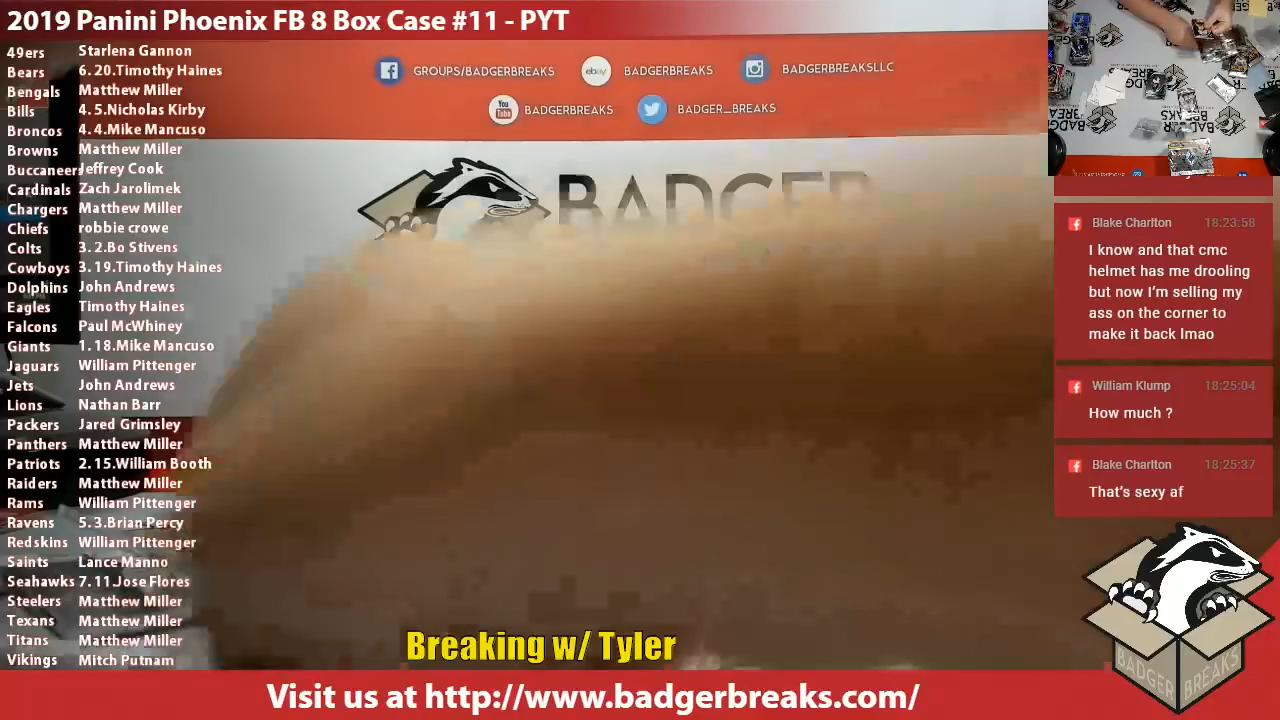 2019 Panini Phoenix FB 8 Box Case #11 - PYT
49ers Starlena Gannon
Bears 6. 20.Timothy Haines
Bengals Matthew Miller
Bills 4. 5.Nicholas Kirby
Broncos 4. 4.Mike Mancuso
Browns Matthew Miller
Buccaneers Jeffrey Cook
Cardinals Zach Jarolimek
Chargers Matthew Miller
Chiefs robbie crowe
Colts 3. 2.Bo Stivens
Cowboys 3. 19.Timothy Haines
Dolphins John Andrews
Eagles Timothy Haines
Falcons Paul McWhiney
Giants 1. 18.Mike Mancuso
Jaguars William Pittenger
Jets John Andrews
Lions Nathan Barr
Packers Jared Grimsley
Panthers Matthew Miller
Patriots 2. 15.William Booth
Raiders Matthew Miller
Rams William Pittenger
Ravens 5. 3.Brian Percy
Redskins William Pittenger
Saints Lance Manno
Seahawks 7. 11.Jose Flores
Steelers Matthew Miller
Texans Matthew Miller
Titans Matthew Miller
Vikings Mitch Putnam
GROUPS/BADGERBREAKS
ebay BADGERBREAKS
BADGERBREAKSLLC
You Tube BADGERBREAKS
BADGER_BREAKS
BADGER
Blake Charlton 18:23:58
I know and that cmc
helmet has me drooling
but now I'm selling my
ass on the corner to
make it back lmao
William Klump 18:25:04
How much ?
Blake Charlton 18:25:37
That's sexy af
BADGER BREAKS
Breaking w/ Tyler
Visit us at http://www.badgerbreaks.com/